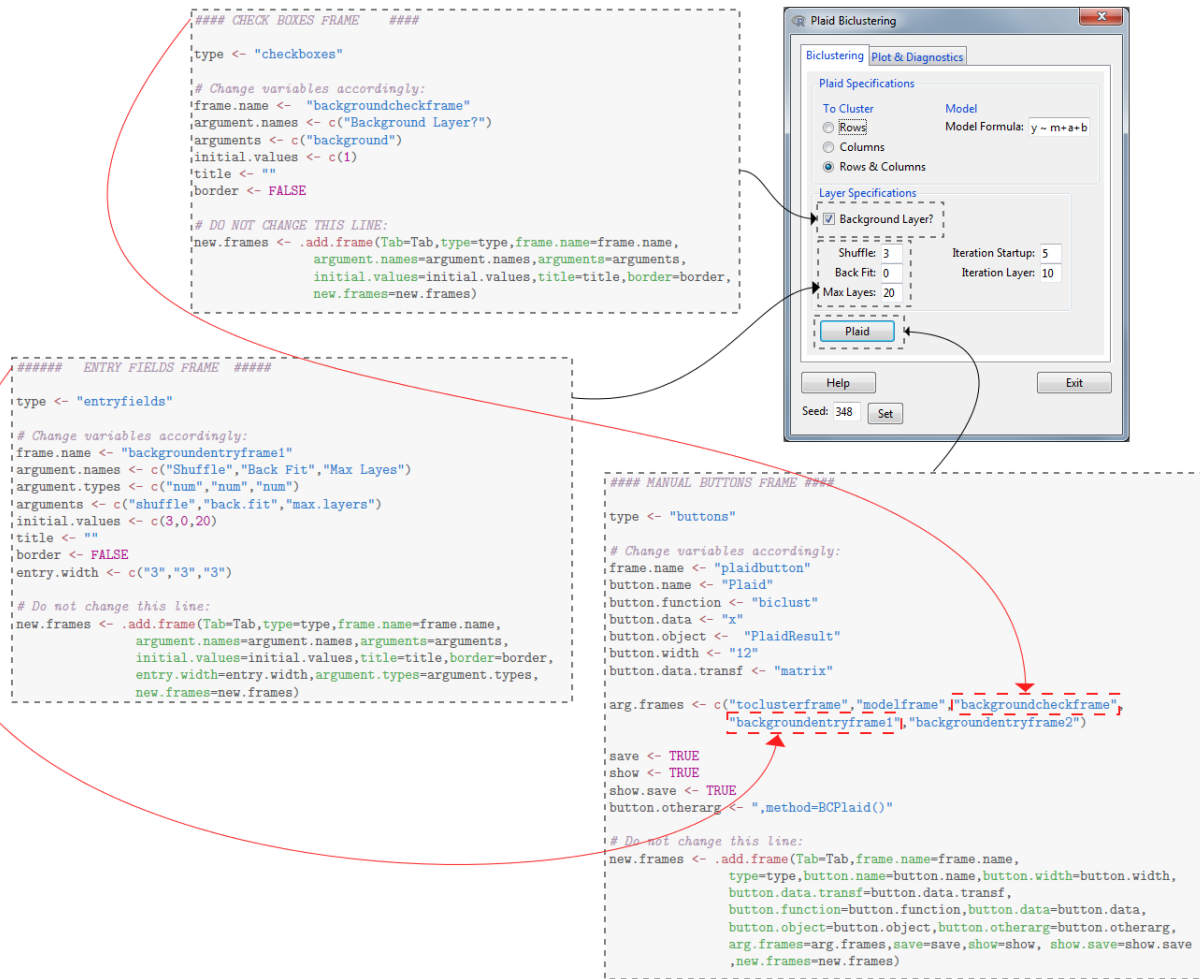 #### CHECK BOXES FRAME    ####
type <- "checkboxes"
# Change variables accordingly:
frame.name <-  "backgroundcheckframe"
argument.names <- c("Background Layer?")
arguments <- c("background")
initial.values <- c(1)
title <- ""
border <- FALSE
# DO NOT CHANGE THIS LINE:
new.frames <- .add.frame(Tab=Tab,type=type,frame.name=frame.name,
argument.names=argument.names,arguments=arguments,
initial.values=initial.values,title=title,border=border,
new.frames=new.frames)
Plaid Biclustering
Biclustering Plot & Diagnostics
Plaid Specifications
To Cluster Model
Rows Model Formula: y ~ m+a+b
Columns
Rows & Columns
Layer Specifications
Background Layer?
Shuffle: 3 Iteration Startup: 5
Back Fit: 0 Iteration Layer: 10
Max Layes: 20
Plaid
Help Exit
Seed: 348 Set
######   ENTRY FIELDS FRAME  #####
type <- "entryfields"
# Change variables accordingly:
frame.name <- "backgroundentryframe1"
argument.names <- c("Shuffle","Back Fit","Max Layes")
argument.types <- c("num","num","num")
arguments <- c("shuffle","back.fit","max.layers")
initial.values <- c(3,0,20)
title <- ""
border <- FALSE
entry.width <- c("3","3","3")
# Do not change this line:
new.frames <- .add.frame(Tab=Tab,type=type,frame.name=frame.name,
argument.names=argument.names,arguments=arguments,
initial.values=initial.values,title=title,border=border,
entry.width=entry.width,argument.types=argument.types,
new.frames=new.frames)
#### MANUAL BUTTONS FRAME ####
type <- "buttons"
# Change variables accordingly:
frame.name <- "plaidbutton"
button.name <- "Plaid"
button.function <- "biclust"
button.data <- "x"
button.object <-  "PlaidResult"
button.width <- "12"
button.data.transf <- "matrix"
arg.frames <- c("toclusterframe","modelframe","backgroundcheckframe",
"backgroundentryframe1","backgroundentryframe2")
save <- TRUE
show <- TRUE
show.save <- TRUE
button.otherarg <- ",method=BCPlaid()"
# Do not change this line:
new.frames <- .add.frame(Tab=Tab,frame.name=frame.name,
type=type,button.name=button.name,button.width=button.width,
button.data.transf=button.data.transf,
button.function=button.function,button.data=button.data,
button.object=button.object,button.otherarg=button.otherarg,
arg.frames=arg.frames,save=save,show=show, show.save=show.save
,new.frames=new.frames)